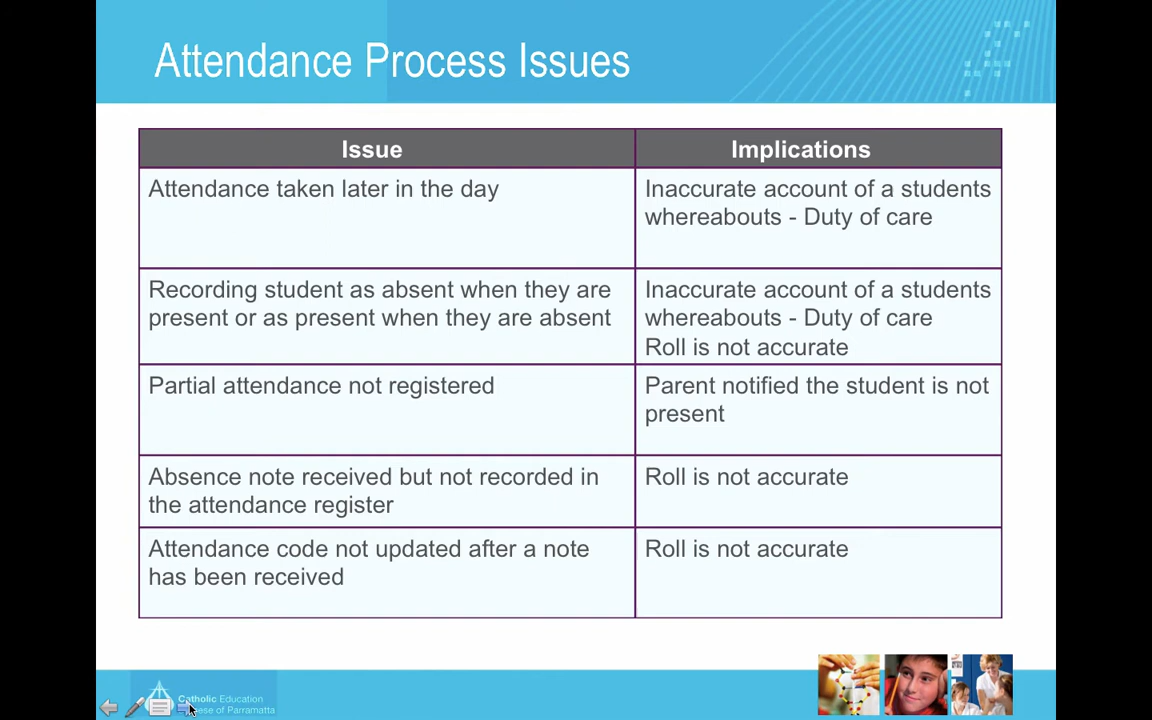 Attendance Process Issues
Issue
Implications
Attendance taken later in the day
Inaccurate account of a students
whereabouts - Duty of care
Recording student as absent when they are
present or as present when they are absent
Inaccurate account of a students
whereabouts - Duty of care
Roll is not accurate
Partial attendance not registered
Parent notified the student is not
present
Absence note received but not recorded in
the attendance register
Roll is not accurate
Attendance code not updated after a note
has been received
Roll is not accurate
Catholic Education
of Parramatta